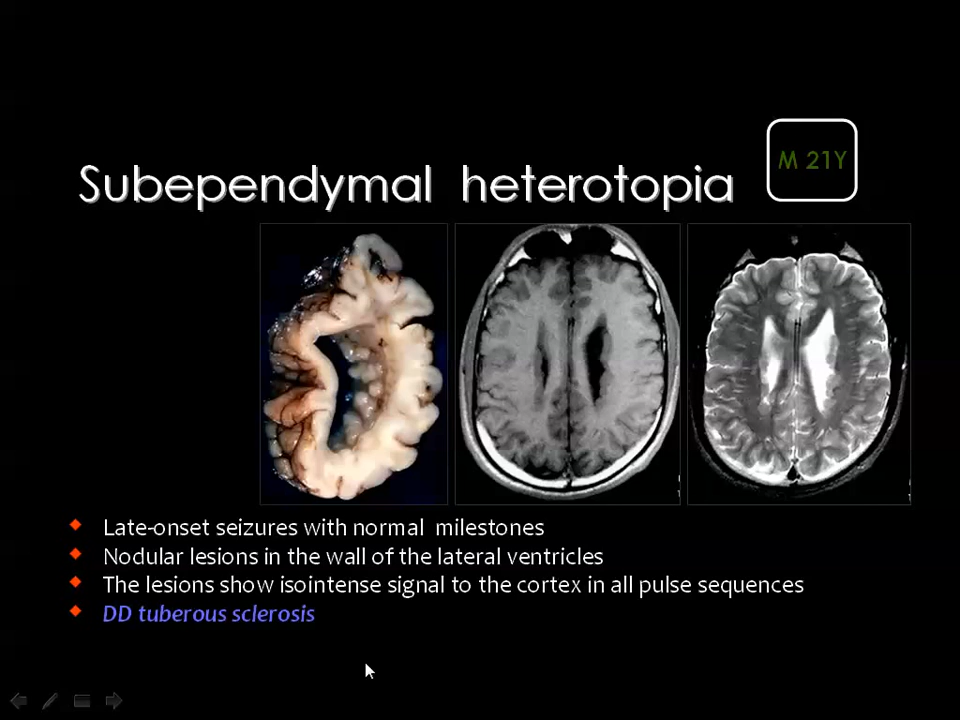 M 21Y
Subependymal heterotopia
Late-onset seizures with normal milestones
Nodular lesions in the wall of the lateral ventricles
The lesions show isointense signal to the cortex in all pulse sequences
DD tuberous sclerosis